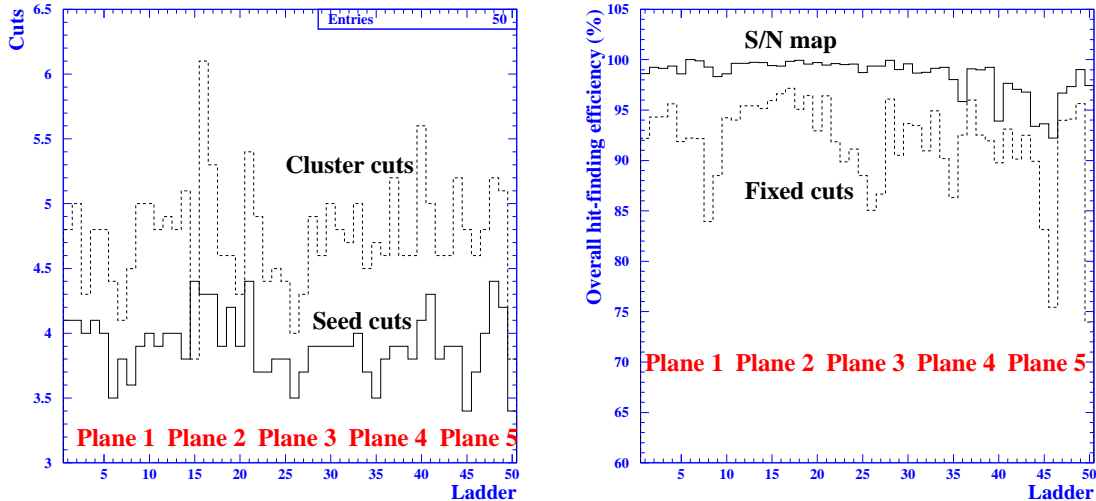 Cuts
Entries 50
6.5
6
5.5
5
4.5
4
3.5
3
Cluster cuts
Seed cuts
Plane 1 Plane 2 Plane 3 Plane 4 Plane 5
5 10 15 20 25 30 35 40 45 50
Ladder
Overall hit-finding efficiency (%)
110
105
100
95
90
85
80
75
70
65
60
S/N map
Fixed cuts
Plane 1 Plane 2 Plane 3 Plane 4 Plane 5
5 10 15 20 25 30 35 40 45 50
Ladder